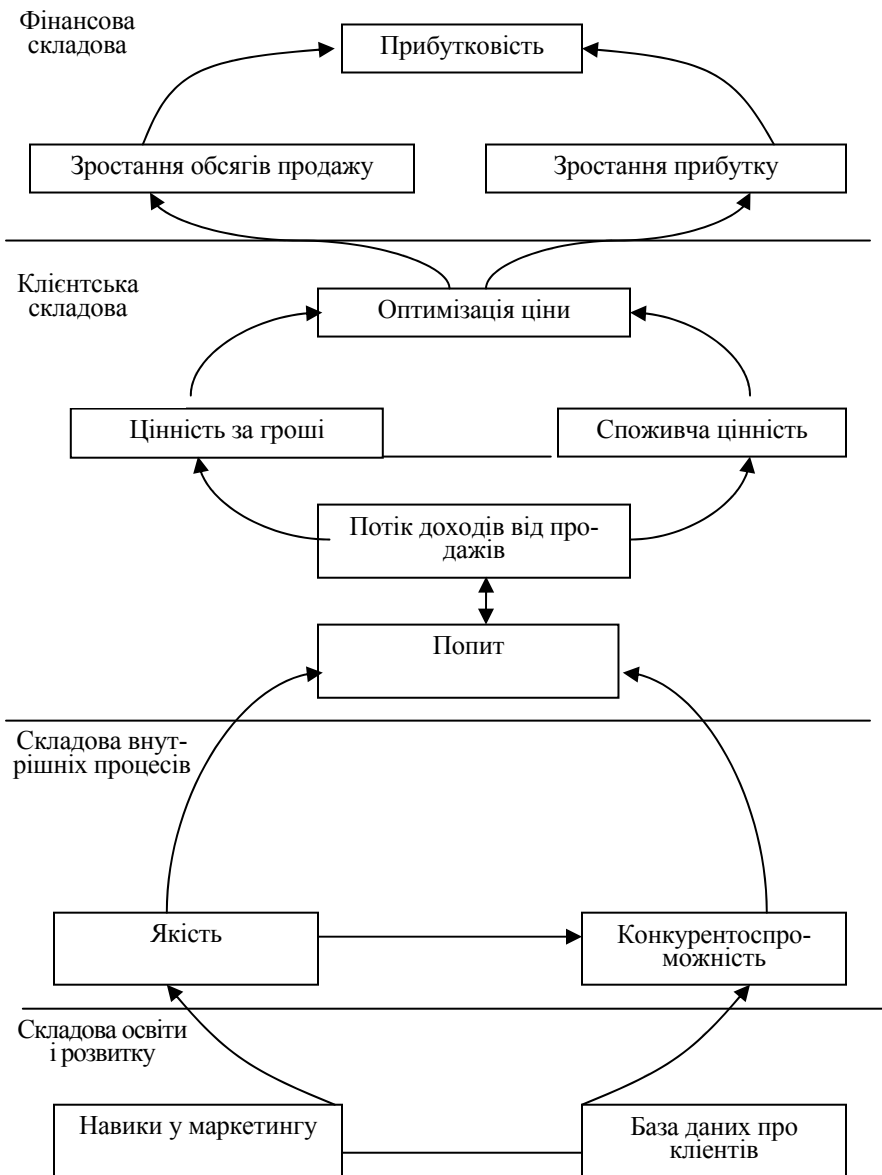 Фінансова
складова
Прибутковість
Зростання обсягів продажу
Зростання прибутку
Клієнтська
складова
Оптимізація ціни
Цінність за гроші
Споживча цінність
Потік доходів від про-
дажів
Попит
Складова внут-
рішніх процесів
Якість
Конкурентоспро-
можність
Складова освіти
і розвитку
Навики у маркетингу
База даних про
клієнтів